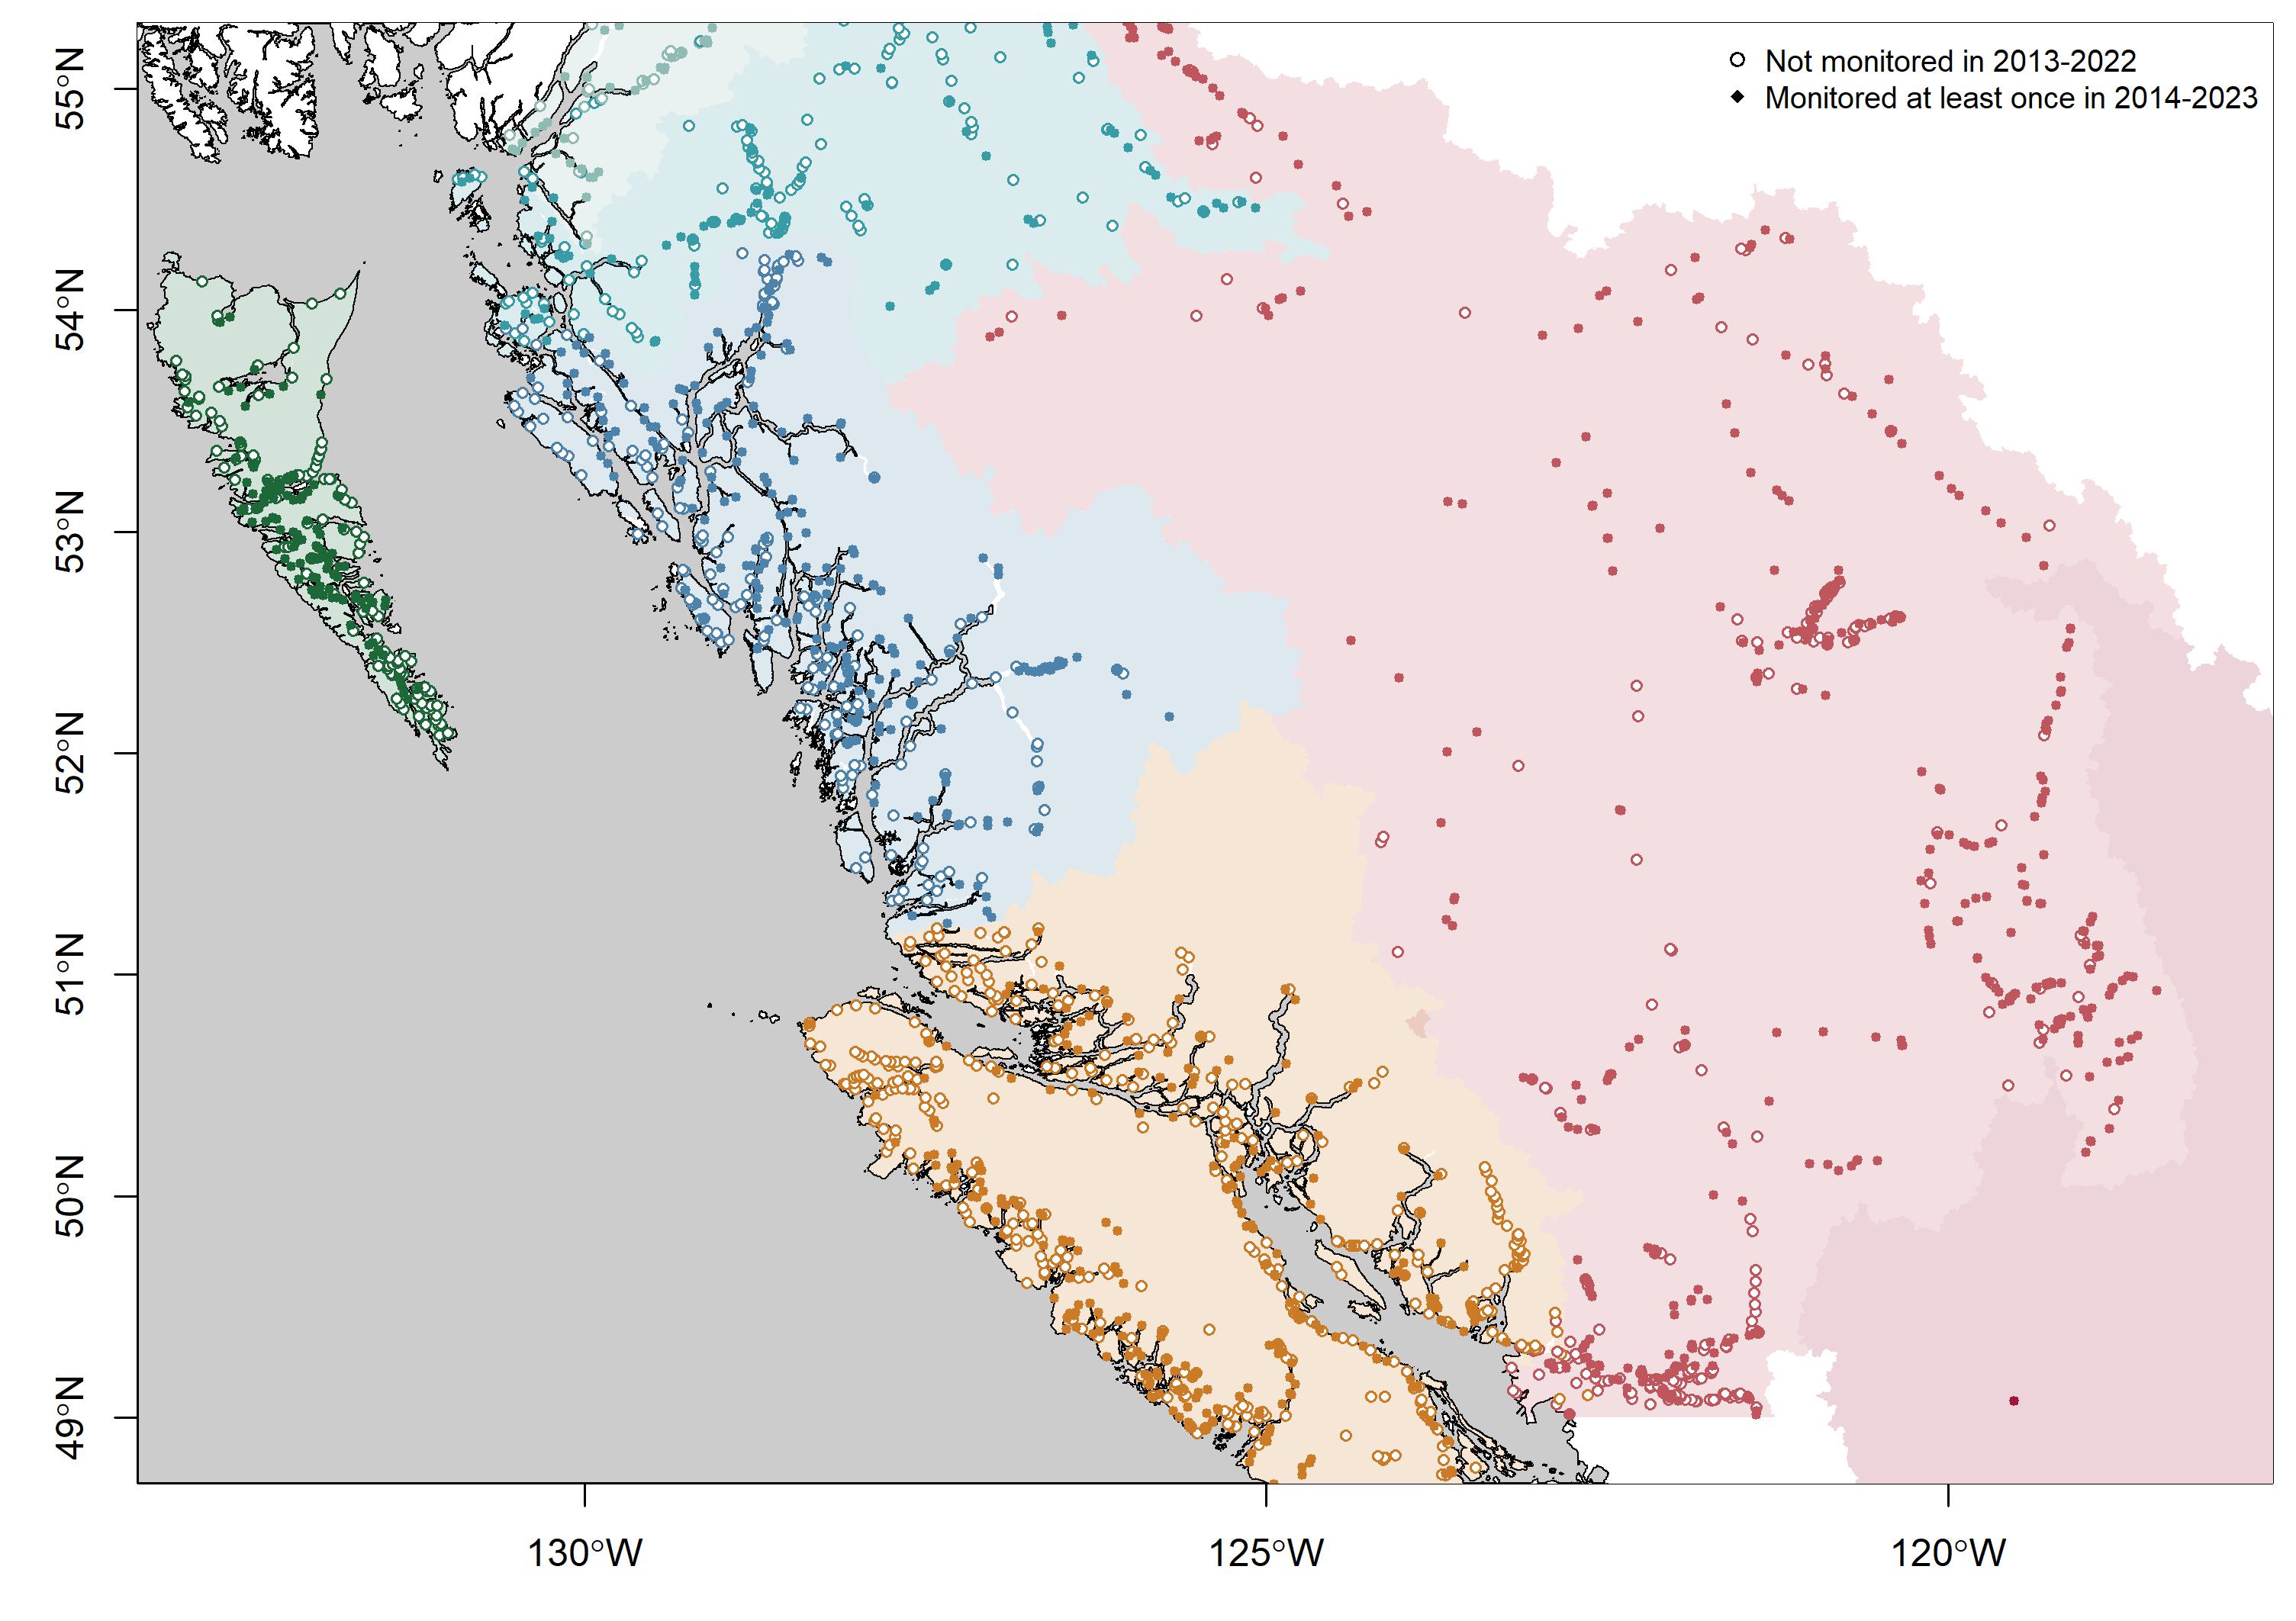 Not monitored in 2013-2022
Monitored at least once in 2014-2023
55°N
54°N
53°N
52°N
51°N
50°N
49°N
130°W
125°W
120°W